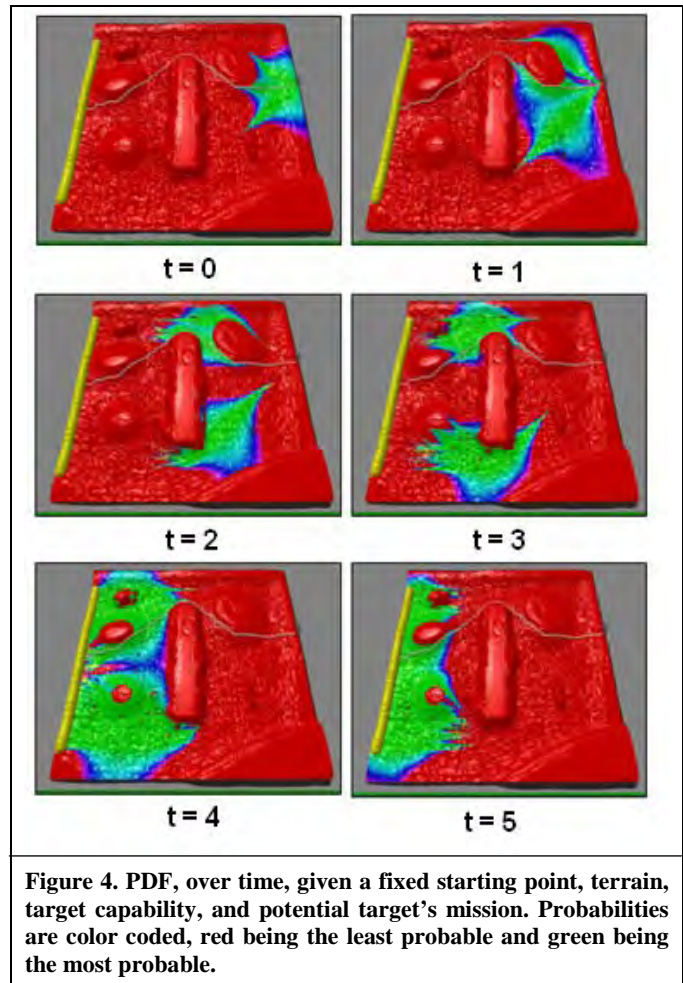 t = 0
t = 1
t = 2
t = 3
t = 4
t = 5
Figure 4. PDF, over time, given a fixed starting point, terrain,
target capability, and potential target's mission. Probabilities
are color coded, red being the least probable and green being
the most probable.